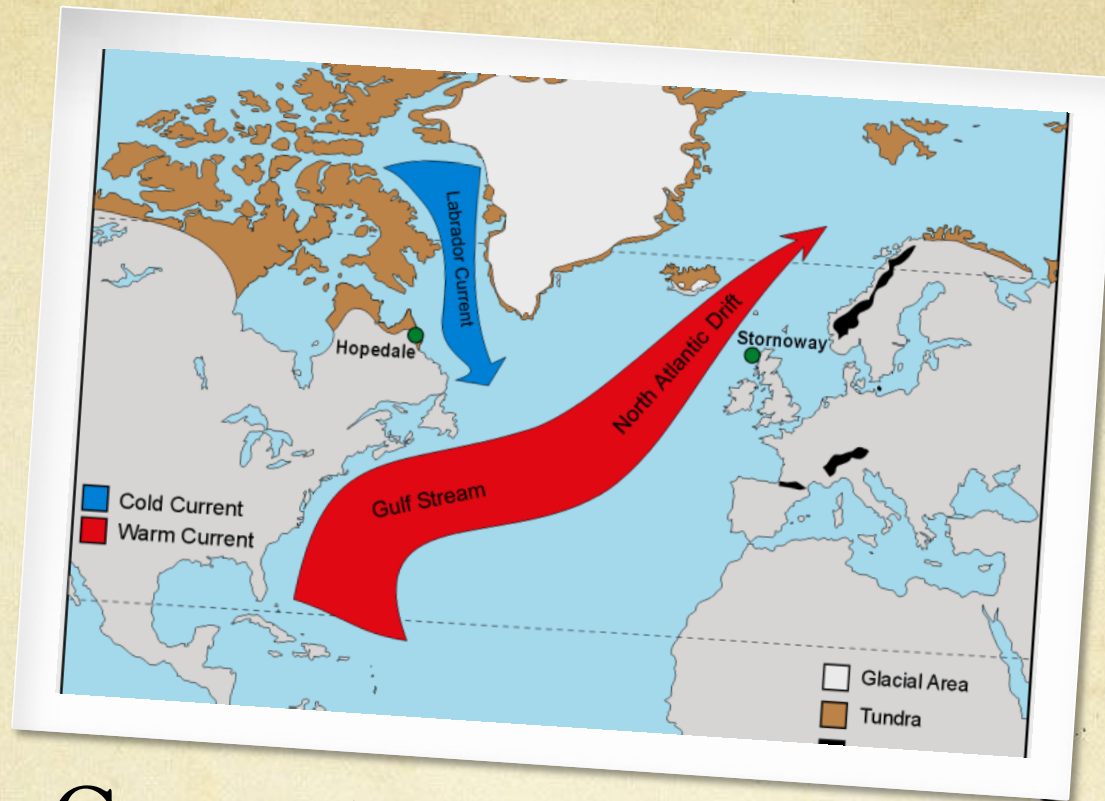 Labrador Current
Hopedale
Stornoway
North Atlantic Drift
Gulf Stream
Cold Current
Warm Current
Glacial Area
Tundra